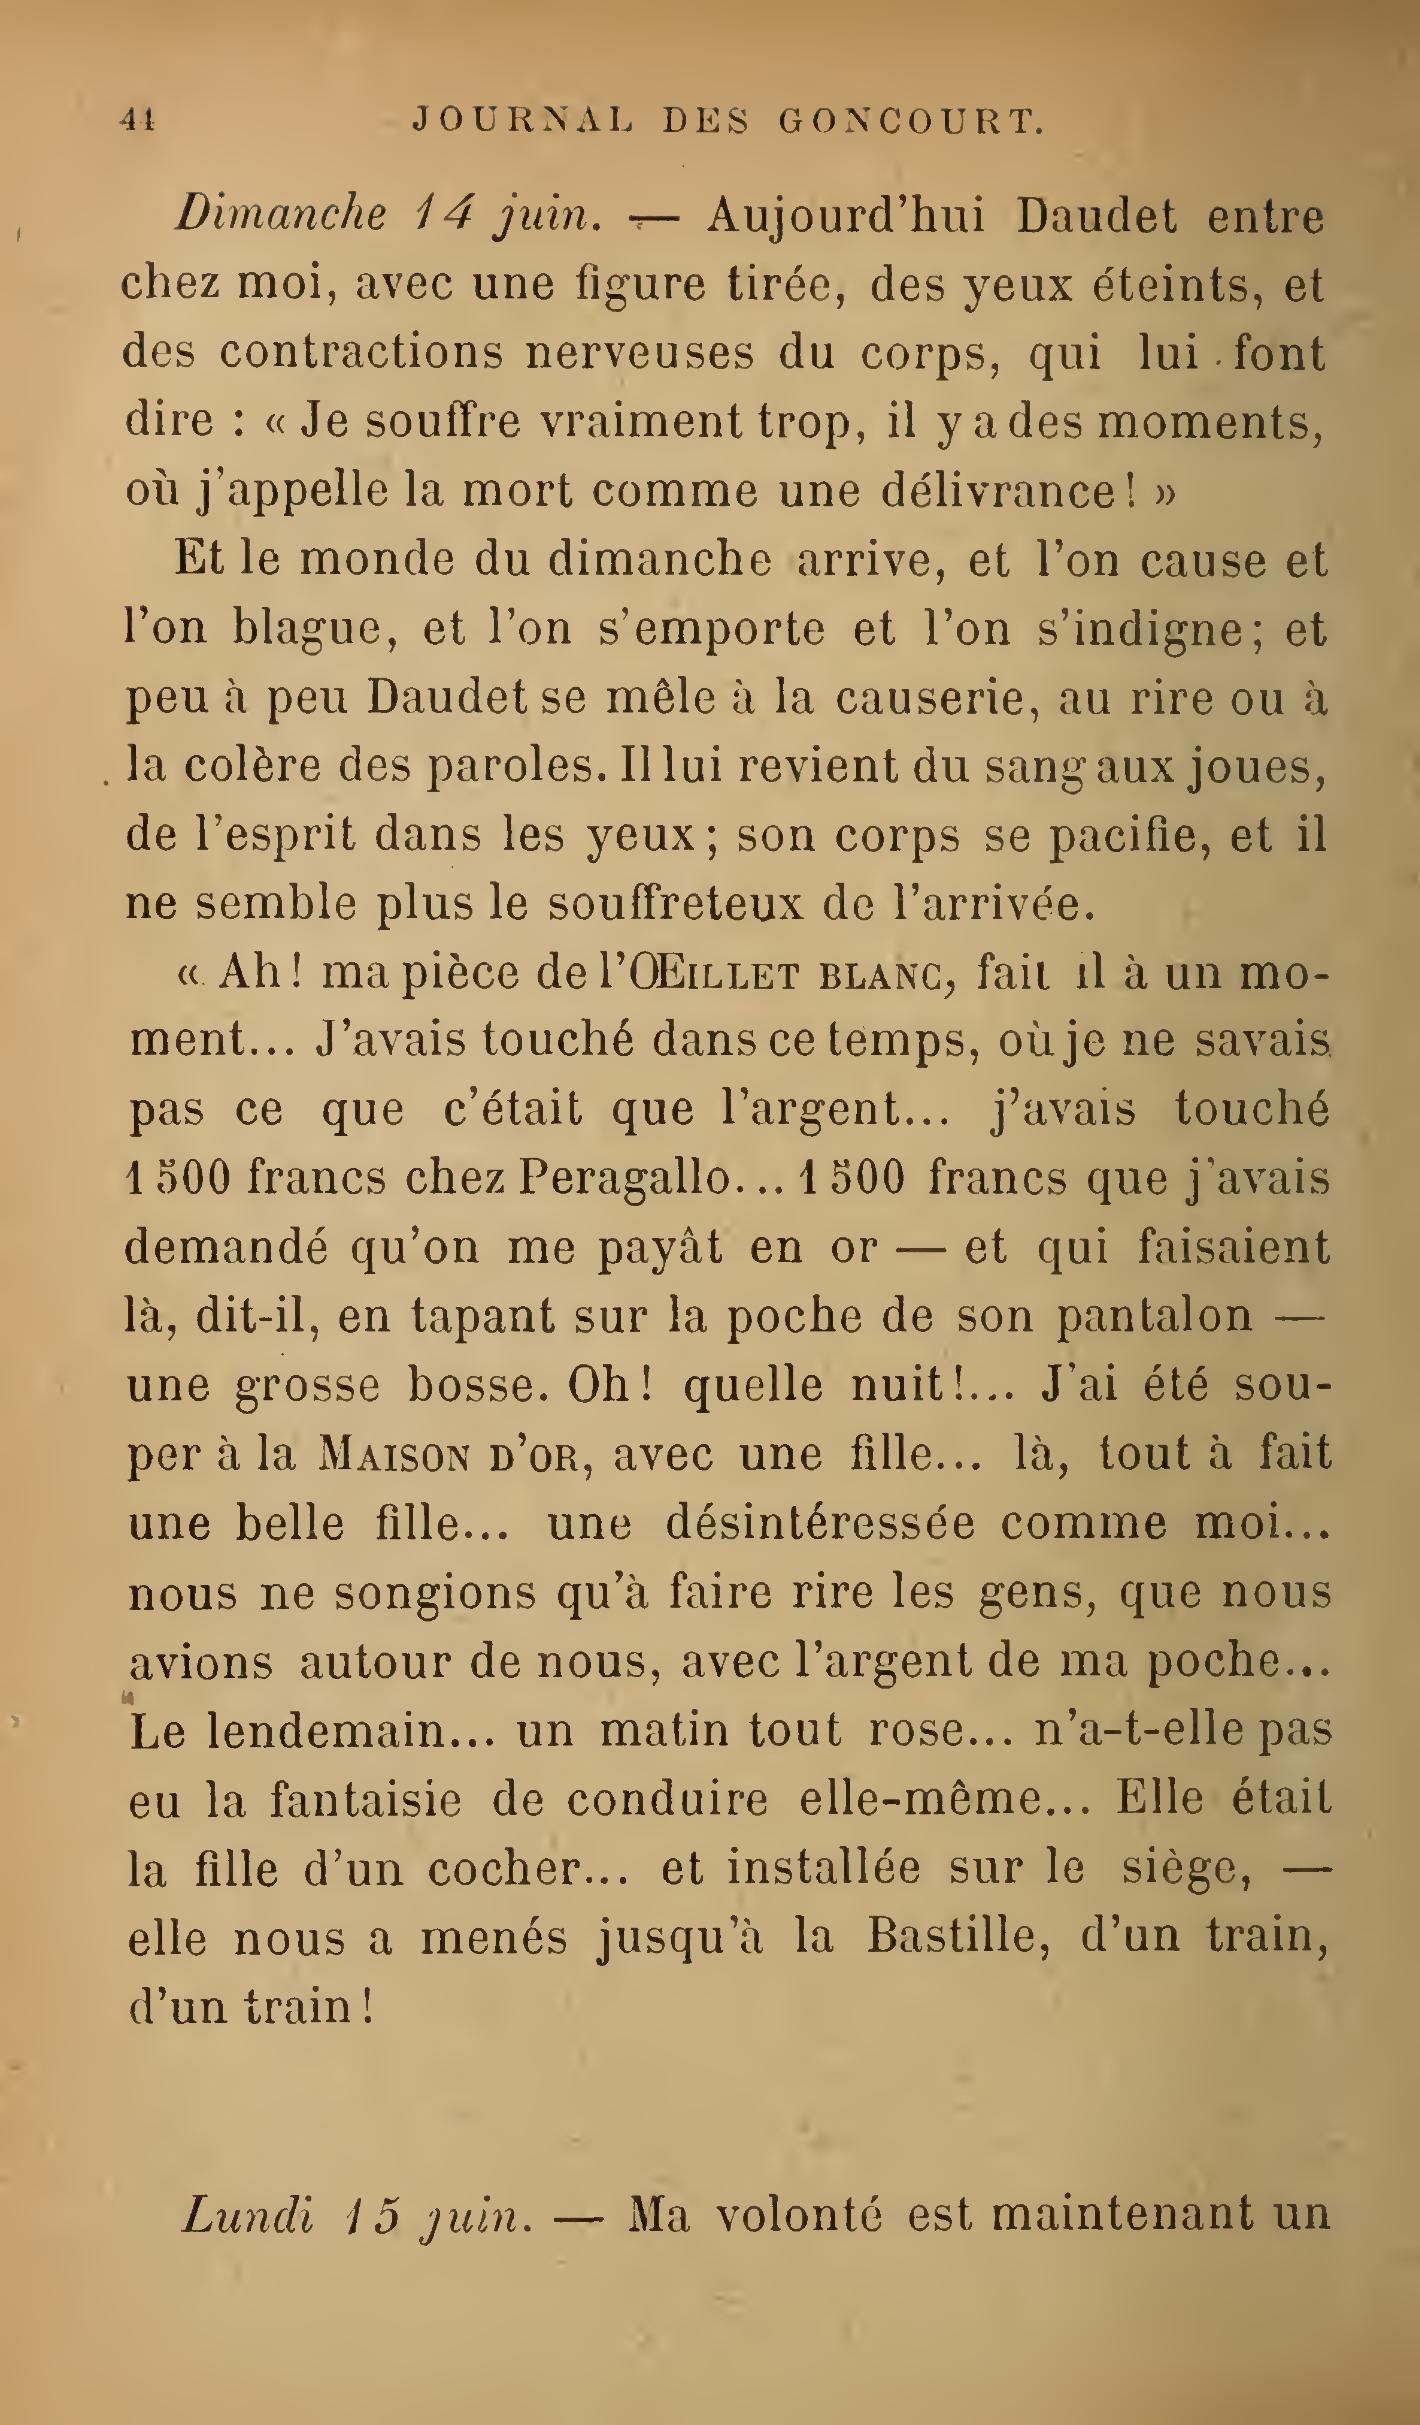 44 JOURNAL DES GONCOURT.
Dimanche 14 juin. — Aujourd'hui Daudet entre
chez moi, avec une figure tirée, des yeux éteints, et
des contractions nerveuses du corps, qui lui font
dire : « Je souffre vraiment trop, il y a des moments,
où j'appelle la mort comme une délivrance ! »
Et le monde du dimanche arrive, et l'on cause et
l'on blague, et l'on s'emporte et l'on s'indigne; et
peu à peu Daudet se mêle à la causerie, au rire ou à
la colère des paroles. Il lui revient du sang aux joues,
de l'esprit dans les yeux ; son corps se pacifie, et il
ne semble plus le souffreteux de l'arrivée.
« Ah ! ma pièce de l'ŒILLET BLANC, fait il à un mo-
ment... J'avais touché dans ce temps, où je ne savais
pas ce que c'était que l'argent... j'avais touché
1 500 francs chez Peragallo... 1 500 francs que j'avais
demandé qu'on me payât en or — et qui faisaient
là, dit-il, en tapant sur la poche de son pantalon —
une grosse bosse. Oh ! quelle nuit !... J'ai été sou-
per à la MAISON D'OR, avec une fille... là, tout à fait
une belle fille... une désintéressée comme moi...
nous ne songions qu'à faire rire les gens, que nous
avions autour de nous, avec l'argent de ma poche...
Le lendemain... un matin tout rose... n'a-t-elle pas
eu la fantaisie de conduire elle-même... Elle était
la fille d'un cocher... et installée sur le siège, —
elle nous a menés jusqu'à la Bastille, d'un train,
d'un train !
Lundi 15 juin. — Ma volonté est maintenant un